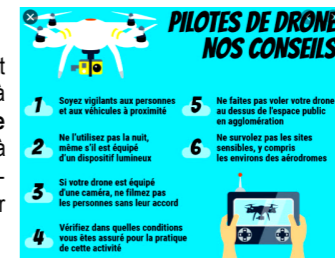 PILOTES DE DRONE
NOS CONSEILS
1 Soyez vigilants aux personnes
et aux véhicules à proximité
2 Ne l'utilisez pas la nuit,
même s'il est équipé
d'un dispositif lumineux
3 Si votre drone est équipé
d'une caméra, ne filmez pas
les personnes sans leur accord
4 Vérifiez dans quelles conditions
vous êtes assuré pour la pratique
de cette activité
5 Ne faites pas voler votre drone
au dessus de l'espace public
en agglomération
6 Ne survolez pas les sites
sensibles, y compris
les environs des aérodromes